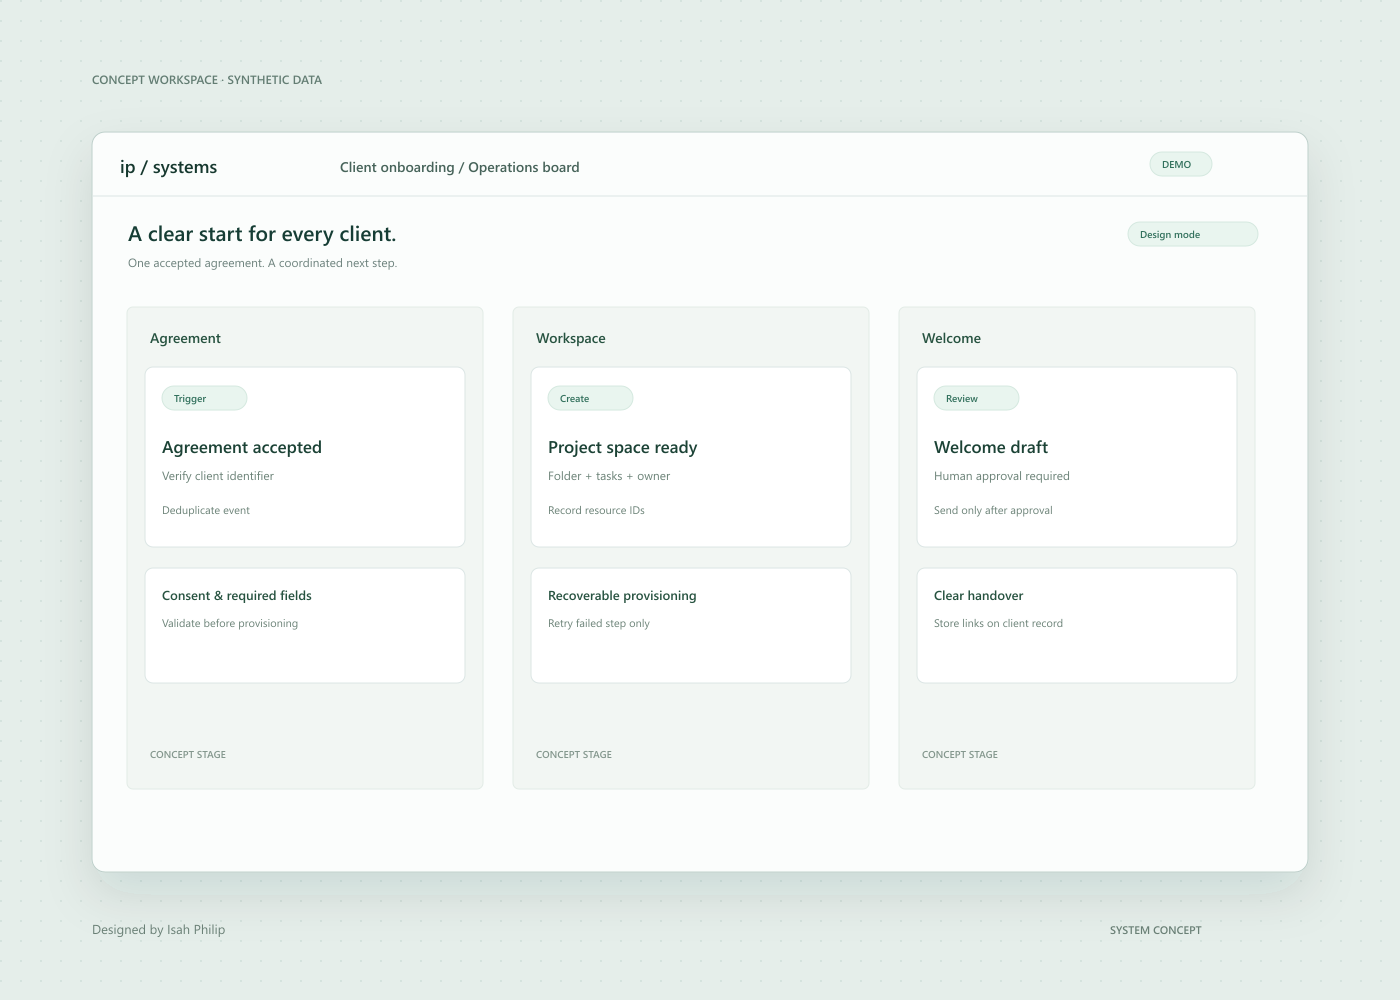 CONCEPT WORKSPACE · SYNTHETIC DATA
ip / systems
Client onboarding / Operations board
DEMO
A clear start for every client.
Design mode
One accepted agreement. A coordinated next step.
Agreement
Trigger
Agreement accepted
Verify client identifier
Deduplicate event
Consent & required fields
Validate before provisioning
CONCEPT STAGE
Workspace
Create
Project space ready
Folder + tasks + owner
Record resource IDs
Recoverable provisioning
Retry failed step only
CONCEPT STAGE
Welcome
Review
Welcome draft
Human approval required
Send only after approval
Clear handover
Store links on client record
CONCEPT STAGE
Designed by Isah Philip
SYSTEM CONCEPT